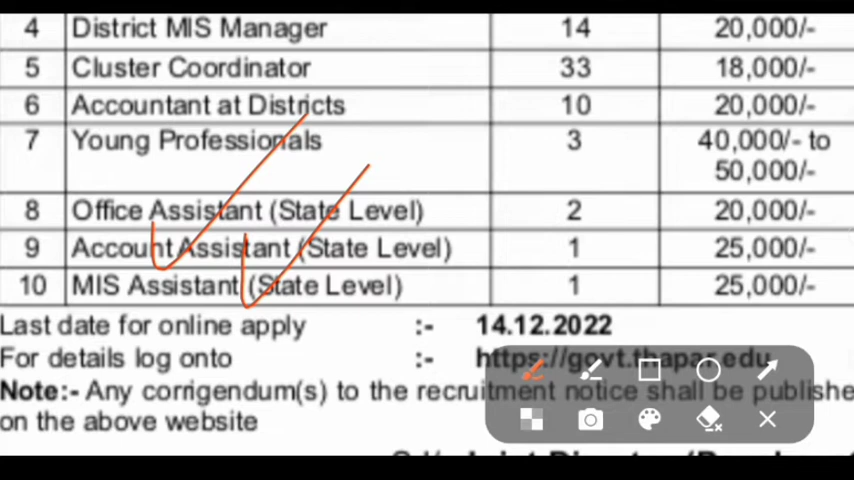 4 District MIS Manager 14 20,000/-
5 Cluster Coordinator 33 18,000/-
6 Accountant at Districts 10 20,000/-
7 Young Professionals 3 40,000/- to
50,000/-
8 Office Assistant (State Level) 2 20,000/-
9 Account Assistant (State Level) 1 25,000/-
10 MIS Assistant (State Level) 1 25,000/-
Last date for online apply :- 14.12.2022
For details log onto :- https://govt.thapar.edu
Note:- Any corrigendum(s) to the recruitment notice shall be publishe
on the above website